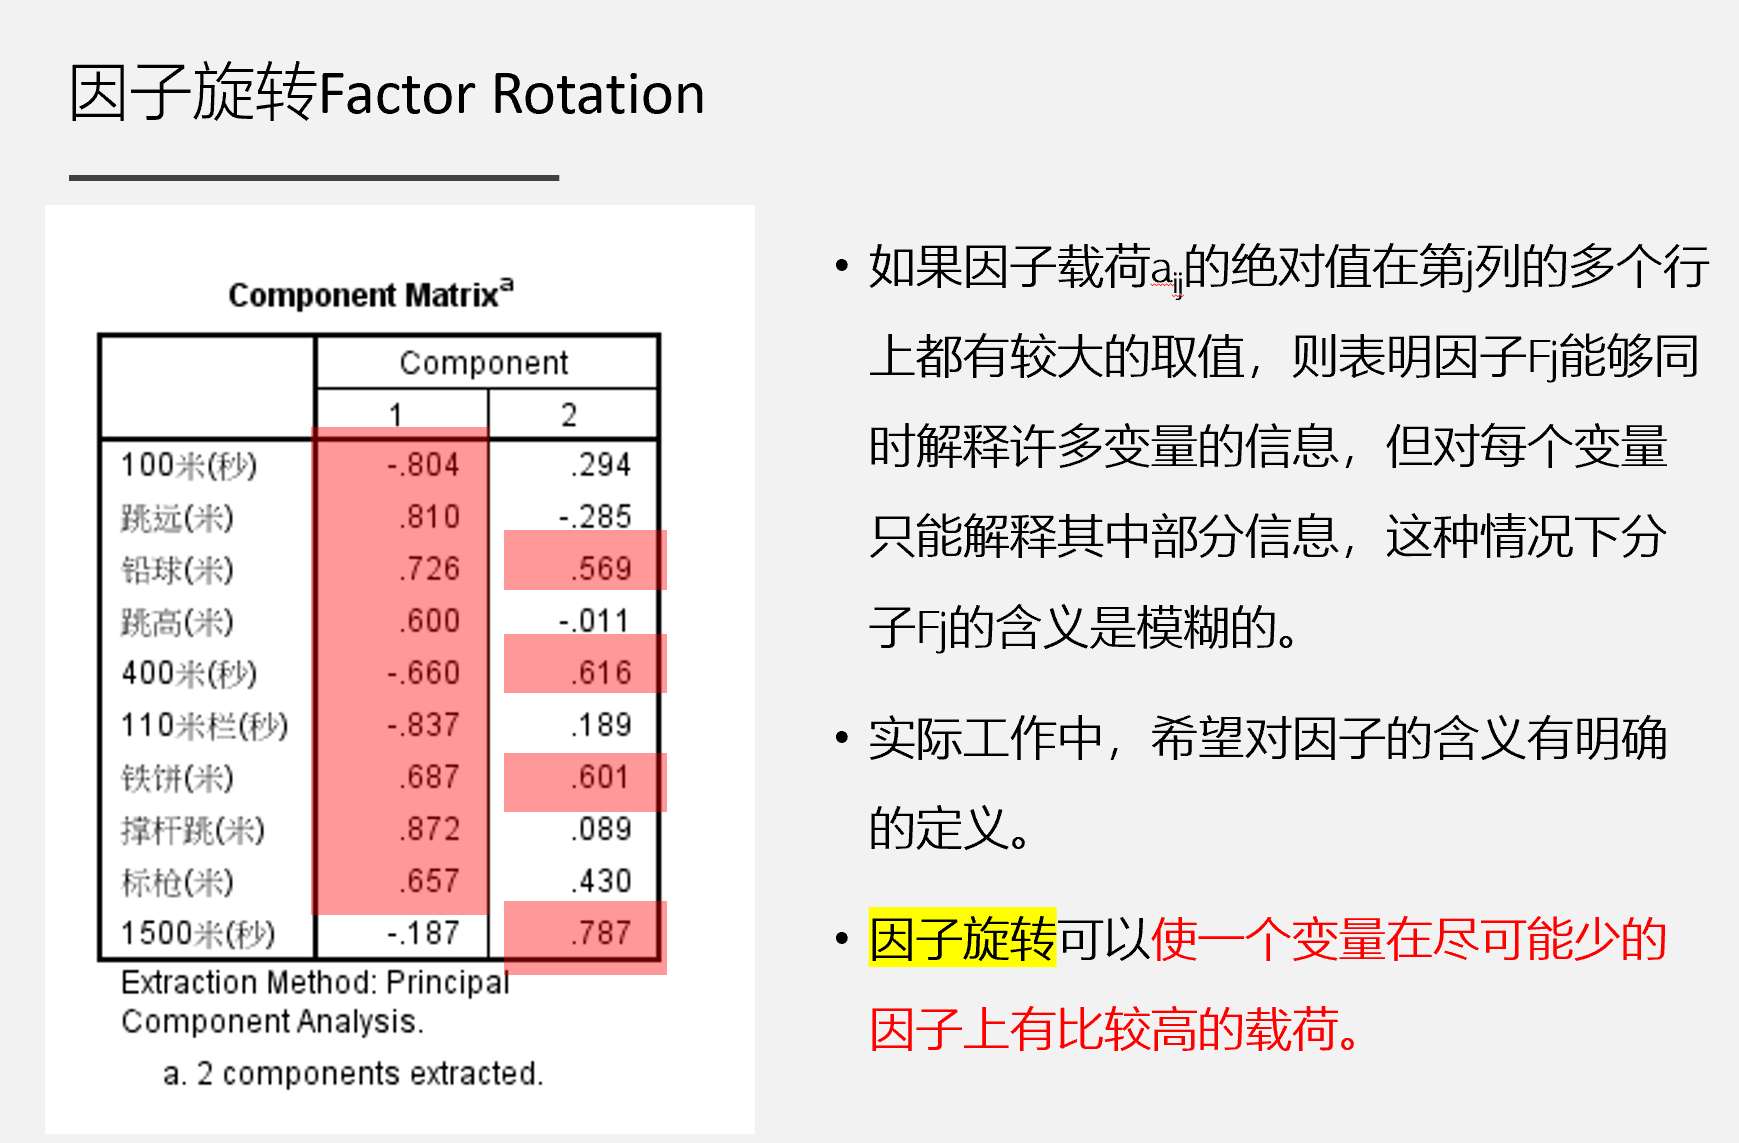 因子旋转Factor Rotation
Component Matrixa
Component
1 2
100米(秒) -.804 .294
跳远(米) .810 -.285
铅球(米) .726 .569
跳高(米) .600 -.011
400米(秒) -.660 .616
110米栏(秒) -.837 .189
铁饼(米) .687 .601
撑杆跳(米) .872 .089
标枪(米) .657 .430
1500米(秒) -.187 .787
Extraction Method: Principal
Component Analysis.
a. 2 components extracted.
• 如果因子载荷aij的绝对值在第j列的多个行
上都有较大的取值，则表明因子Fj能够同
时解释许多变量的信息，但对每个变量
只能解释其中部分信息，这种情况下分
子Fj的含义是模糊的。
• 实际工作中，希望对因子的含义有明确
的定义。
• 因子旋转可以使一个变量在尽可能少的
因子上有比较高的载荷。